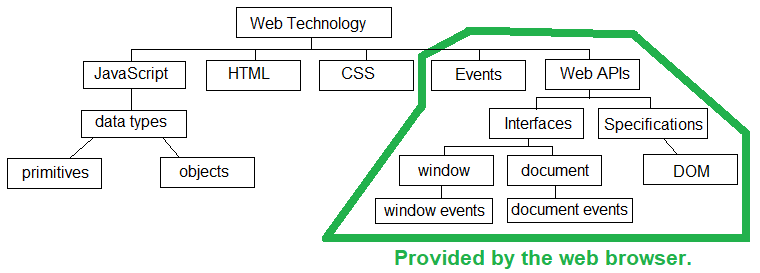 Web Technology
JavaScript
HTML
CSS
Events
Web APIs
data types
Interfaces
Specifications
primitives
objects
window
document
DOM
window events
document events
Provided by the web browser.